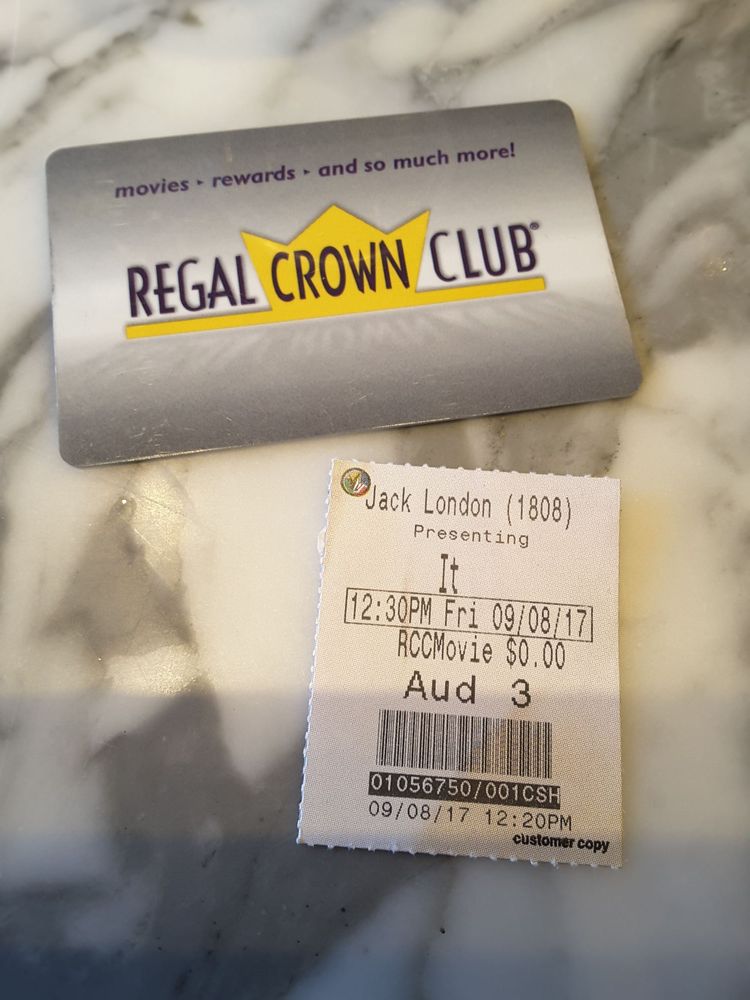 movies ‣ rewards ‣ and so much more!
REGAL CROWN CLUB®
Jack London (1808)
Presenting
It
12:30PM Fri 09/08/17
RCCMovie $0.00
Aud 3
01056750/001CSH
09/08/17 12:20PM
customer copy